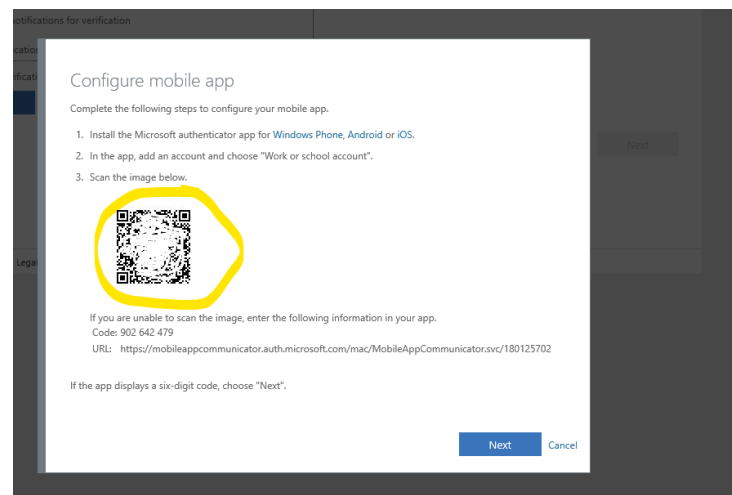 notifications for verification
Configure mobile app
Complete the following steps to configure your mobile app.
1. Install the Microsoft authenticator app for Windows Phone, Android or iOS.
2. In the app, add an account and choose "Work or school account".
3. Scan the image below.
Next
Legal
If you are unable to scan the image, enter the following information in your app.
Code: 902 642 479
URL: https://mobileappcommunicator.auth.microsoft.com/mac/MobileAppCommunicator.svc/180125702
If the app displays a six-digit code, choose "Next".
Next Cancel